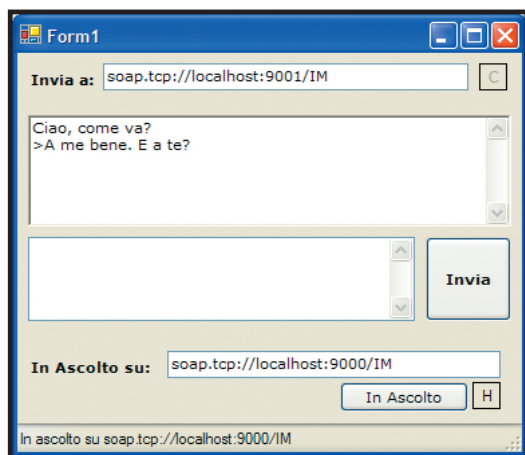 Form1
Invia a: soap.tcp://localhost:9001/IM C
Ciao, come va?
>A me bene. E a te?
Invia
In Ascolto su: soap.tcp://localhost:9000/IM
In Ascolto H
In ascolto su soap.tcp://localhost:9000/IM